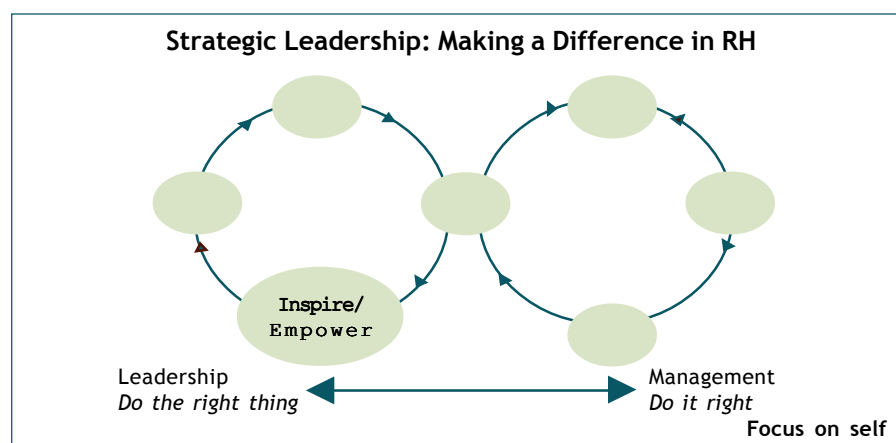 Strategic Leadership: Making a Difference in RH
Inspire/
Empower
Leadership
Do the right thing
Management
Do it right
Focus on self